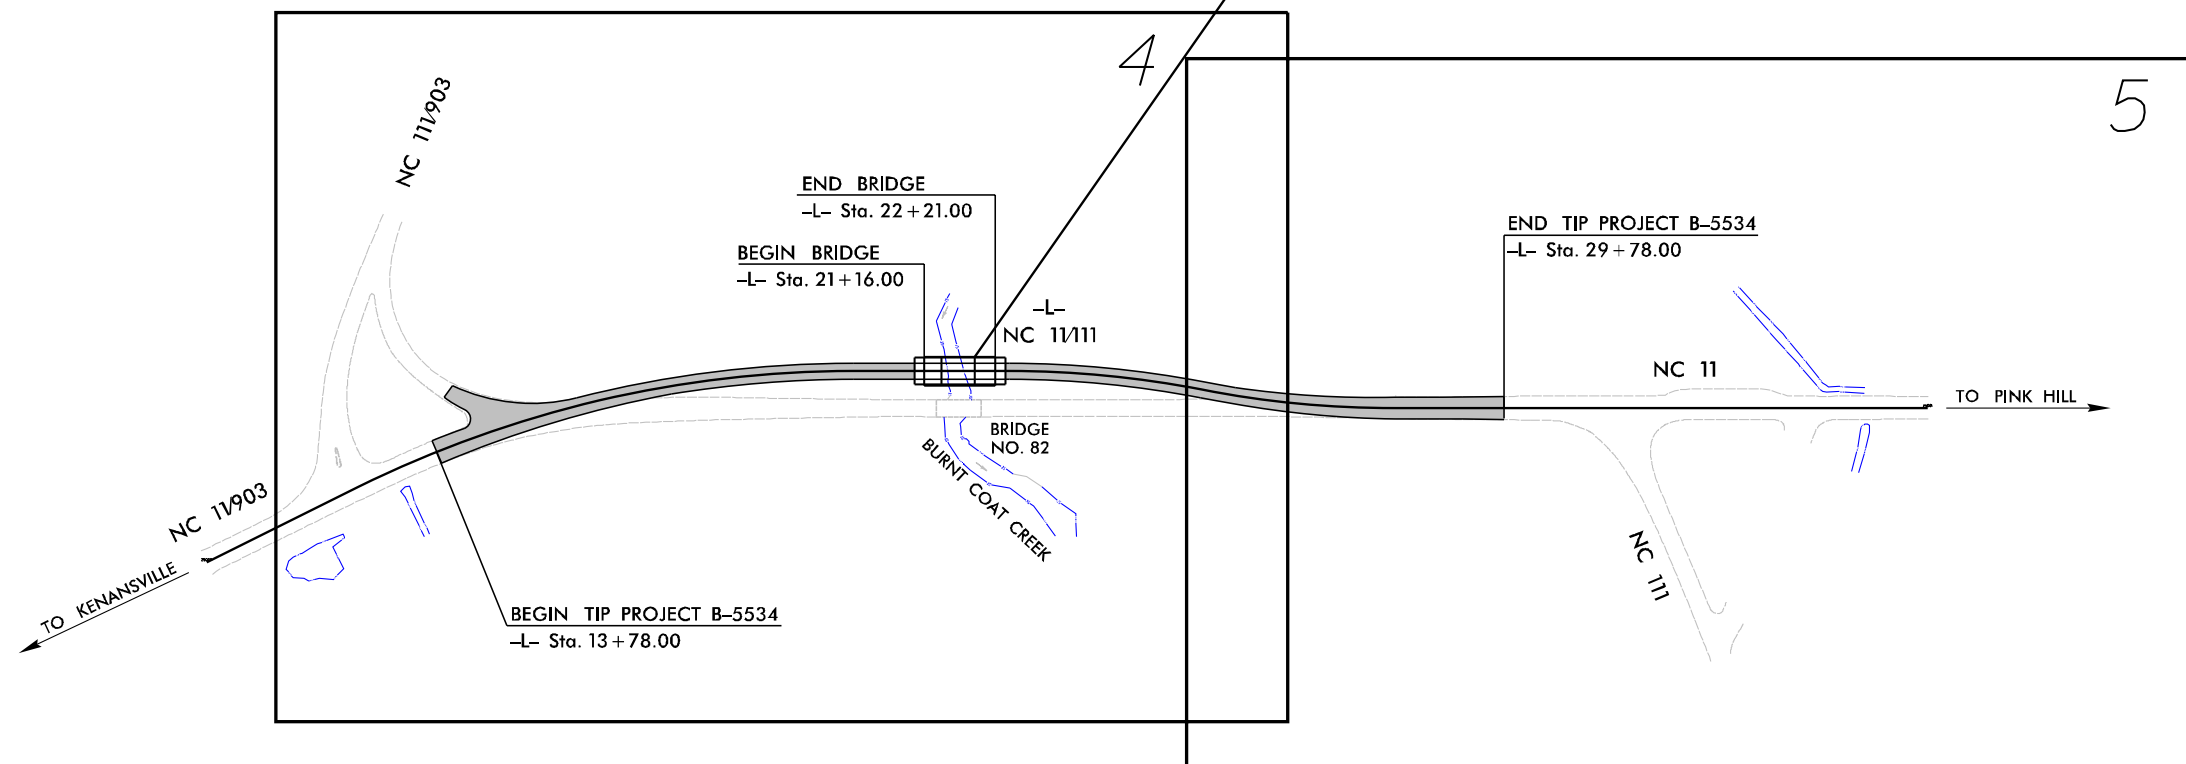 4
5
NC 111/903
END BRIDGE
-L- Sta. 22+21.00
BEGIN BRIDGE
-L- Sta. 21+16.00
END TIP PROJECT B-5534
-L- Sta. 29+78.00
-L-
NC 11/111
NC 11
TO PINK HILL
BRIDGE
NO. 82
BURNT COAT CREEK
NC 11/903
NC 111
TO KENANSVILLE
BEGIN TIP PROJECT B-5534
-L- Sta. 13+78.00